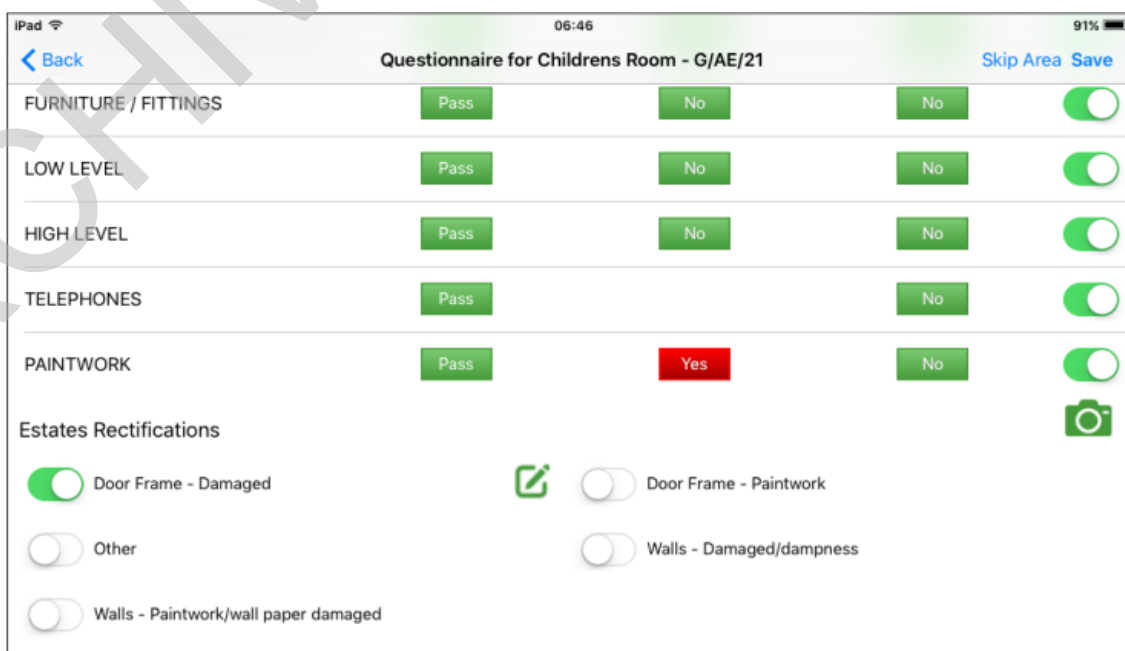 iPad 06:46 91%
Back Questionnaire for Childrens Room - G/AE/21 Skip Area Save
FURNITURE / FITTINGS Pass No No
LOW LEVEL Pass No No
HIGH LEVEL Pass No No
TELEPHONES Pass No
PAINTWORK Pass Yes No
Estates Rectifications
Door Frame - Damaged Door Frame - Paintwork
Other Walls - Damaged/dampness
Walls - Paintwork/wall paper damaged
CHIV